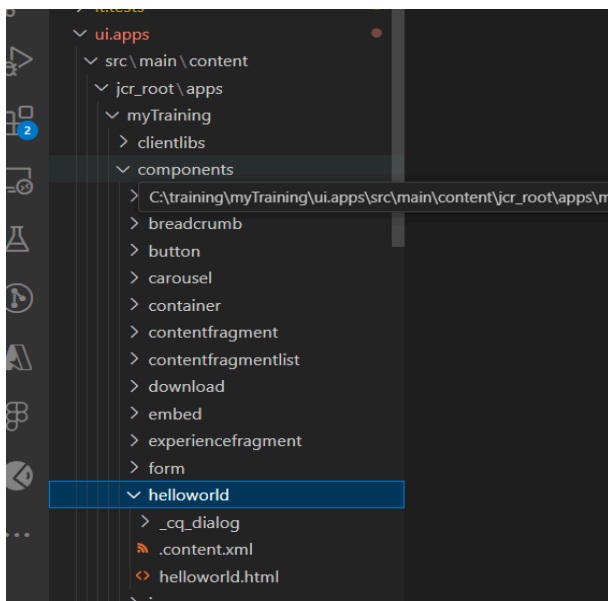 ui.apps
src\main\content
jcr_root\apps
myTraining
clientlibs
components
C:\training\myTraining\ui.apps\src\main\content\jcr_root\apps\m
breadcrumb
button
carousel
container
contentfragment
contentfragmentlist
download
embed
experiencefragment
form
helloworld
_cq_dialog
.content.xml
helloworld.html
2